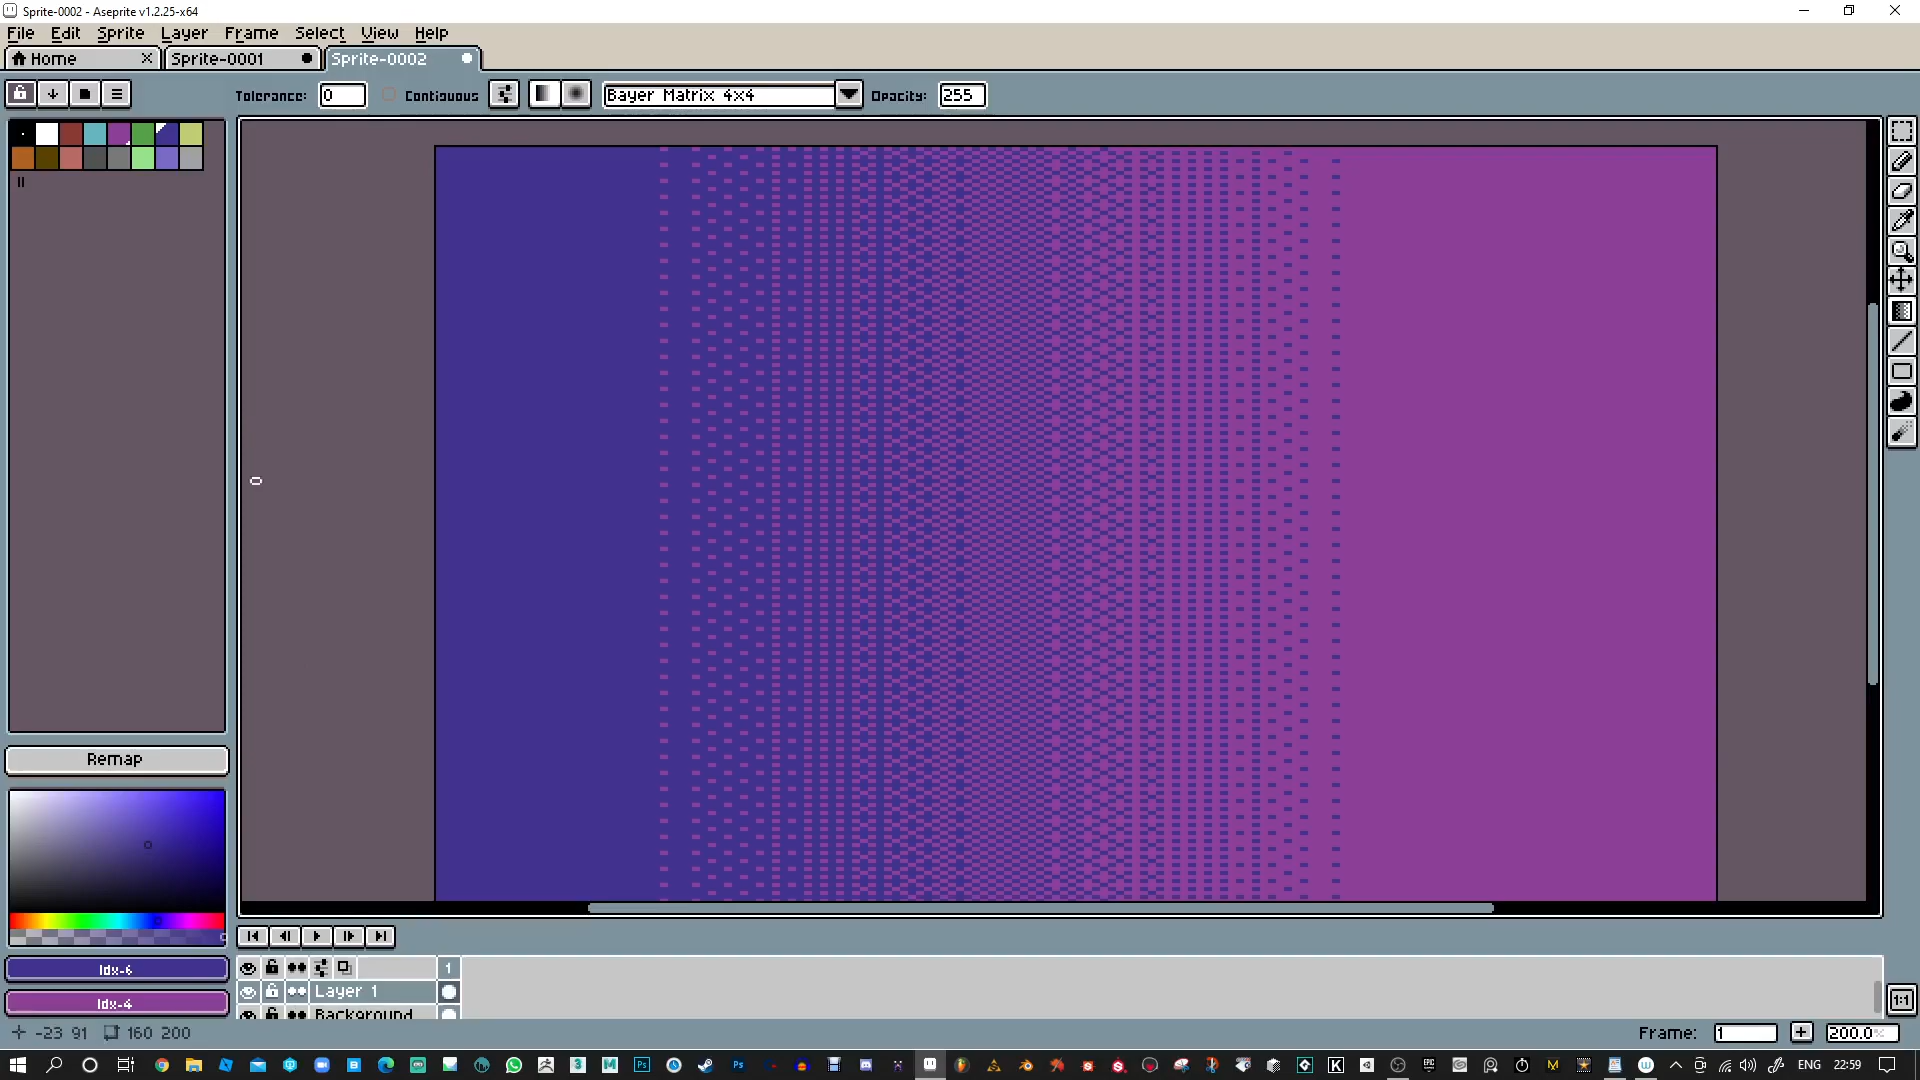 Sprite-0002 - Aseprite v1.2.25-x64
File Edit Sprite Layer Frame Select View Help
Home Sprite-0001 Sprite-0002
Tolerance: 0 Contiguous Bayer Matrix 4x4 Opacity: 255
Remap
Idx-6
Idx-4
1
Layer 1
Background
1:1
-23 91 160 200 Frame: 1 200.0%
ENG 22:59